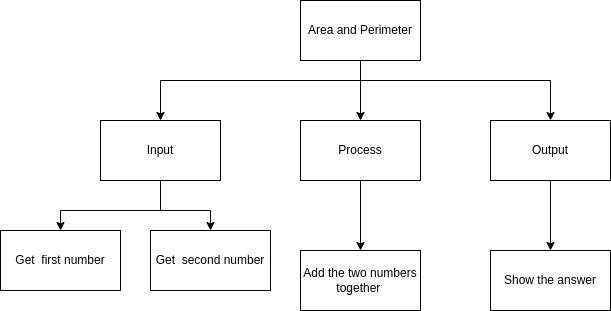 Area and Perimeter
Input
Process
Output
Get first number
Get second number
Add the two numbers
together
Show the answer